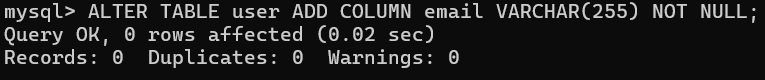 mysql> ALTER TABLE user ADD COLUMN email VARCHAR(255) NOT NULL;
Query OK, 0 rows affected (0.02 sec)
Records: 0  Duplicates: 0  Warnings: 0